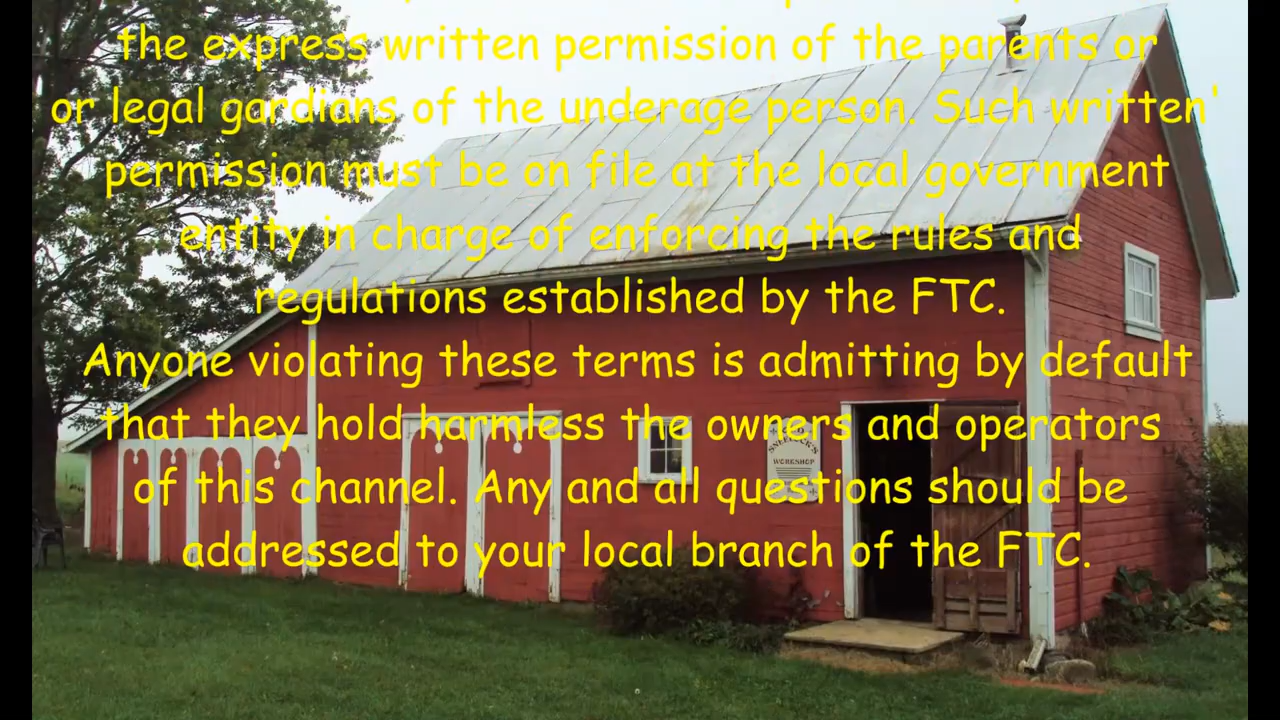 the express written permission of the parents or
or legal gardians of the underage person. Such written'
permission must be on file at the local government
entity in charge of enforcing the rules and
regulations established by the FTC.
Anyone violating these terms is admitting by default
that they hold harmless the owners and operators
of this channel. Any and all questions should be
addressed to your local branch of the FTC.
WORKSHOP